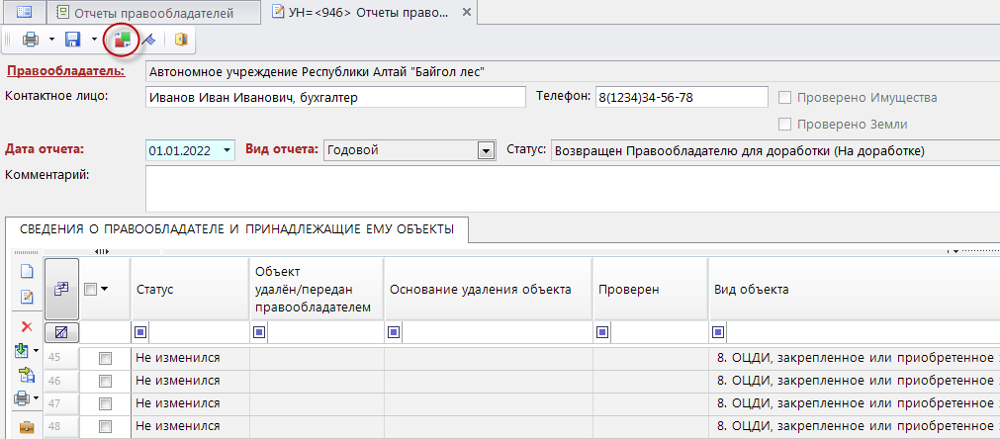 Отчеты правообладателей
УН=<946> Отчеты право...
Правообладатель: Автономное учреждение Республики Алтай "Байгол лес"
Контактное лицо: Иванов Иван Иванович, бухгалтер Телефон: 8(1234)34-56-78 Проверено Имущества
Проверено Земли
Дата отчета: 01.01.2022 Вид отчета: Годовой Статус: Возвращен Правообладателю для доработки (На доработке)
Комментарий:
СВЕДЕНИЯ О ПРАВООБЛАДАТЕЛЕ И ПРИНАДЛЕЖАЩИЕ ЕМУ ОБЪЕКТЫ
Статус
Объект
удалён/передан
правообладателем
Основание удаления объекта
Проверен
Вид объекта
45 Не изменился 8. ОЦДИ, закрепленное или приобретенное
46 Не изменился 8. ОЦДИ, закрепленное или приобретенное
47 Не изменился 8. ОЦДИ, закрепленное или приобретенное
48 Не изменился 8. ОЦДИ, закрепленное или приобретенное